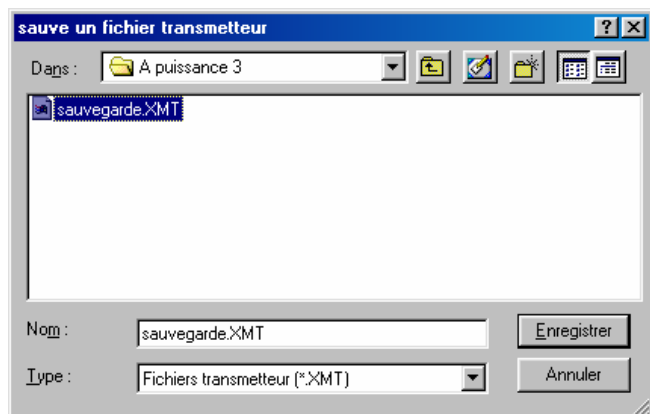 sauve un fichier transmetteur
Dans : A puissance 3
sauvegarde.XMT
Nom : sauvegarde.XMT Enregistrer
Type : Fichiers transmetteur (*.XMT) Annuler